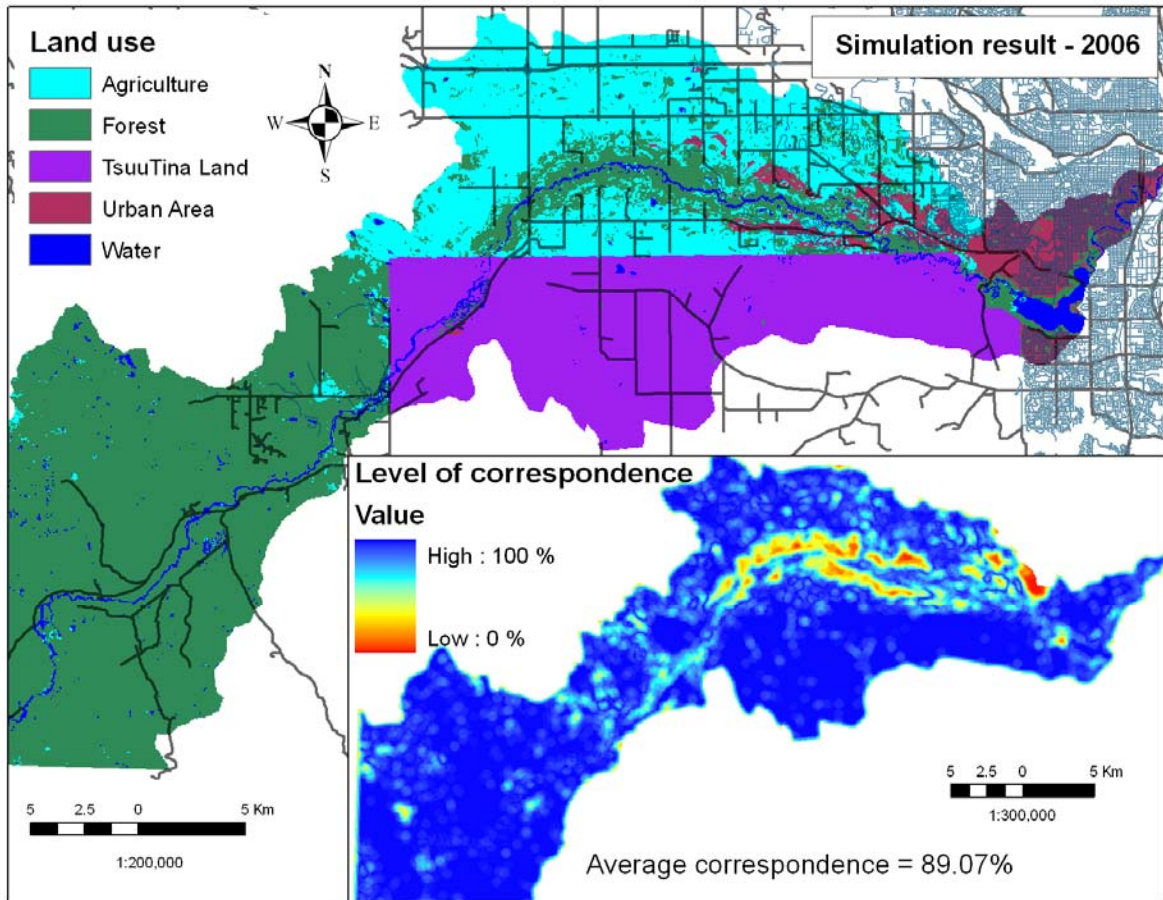 Land use
Agriculture
Forest
TsuuTina Land
Urban Area
Water
N
W E
S
Simulation result - 2006
5 2.5 0 5 Km
1:200,000
Level of correspondence
Value
High : 100 %
Low : 0 %
5 2.5 0 5 Km
1:300,000
Average correspondence = 89.07%